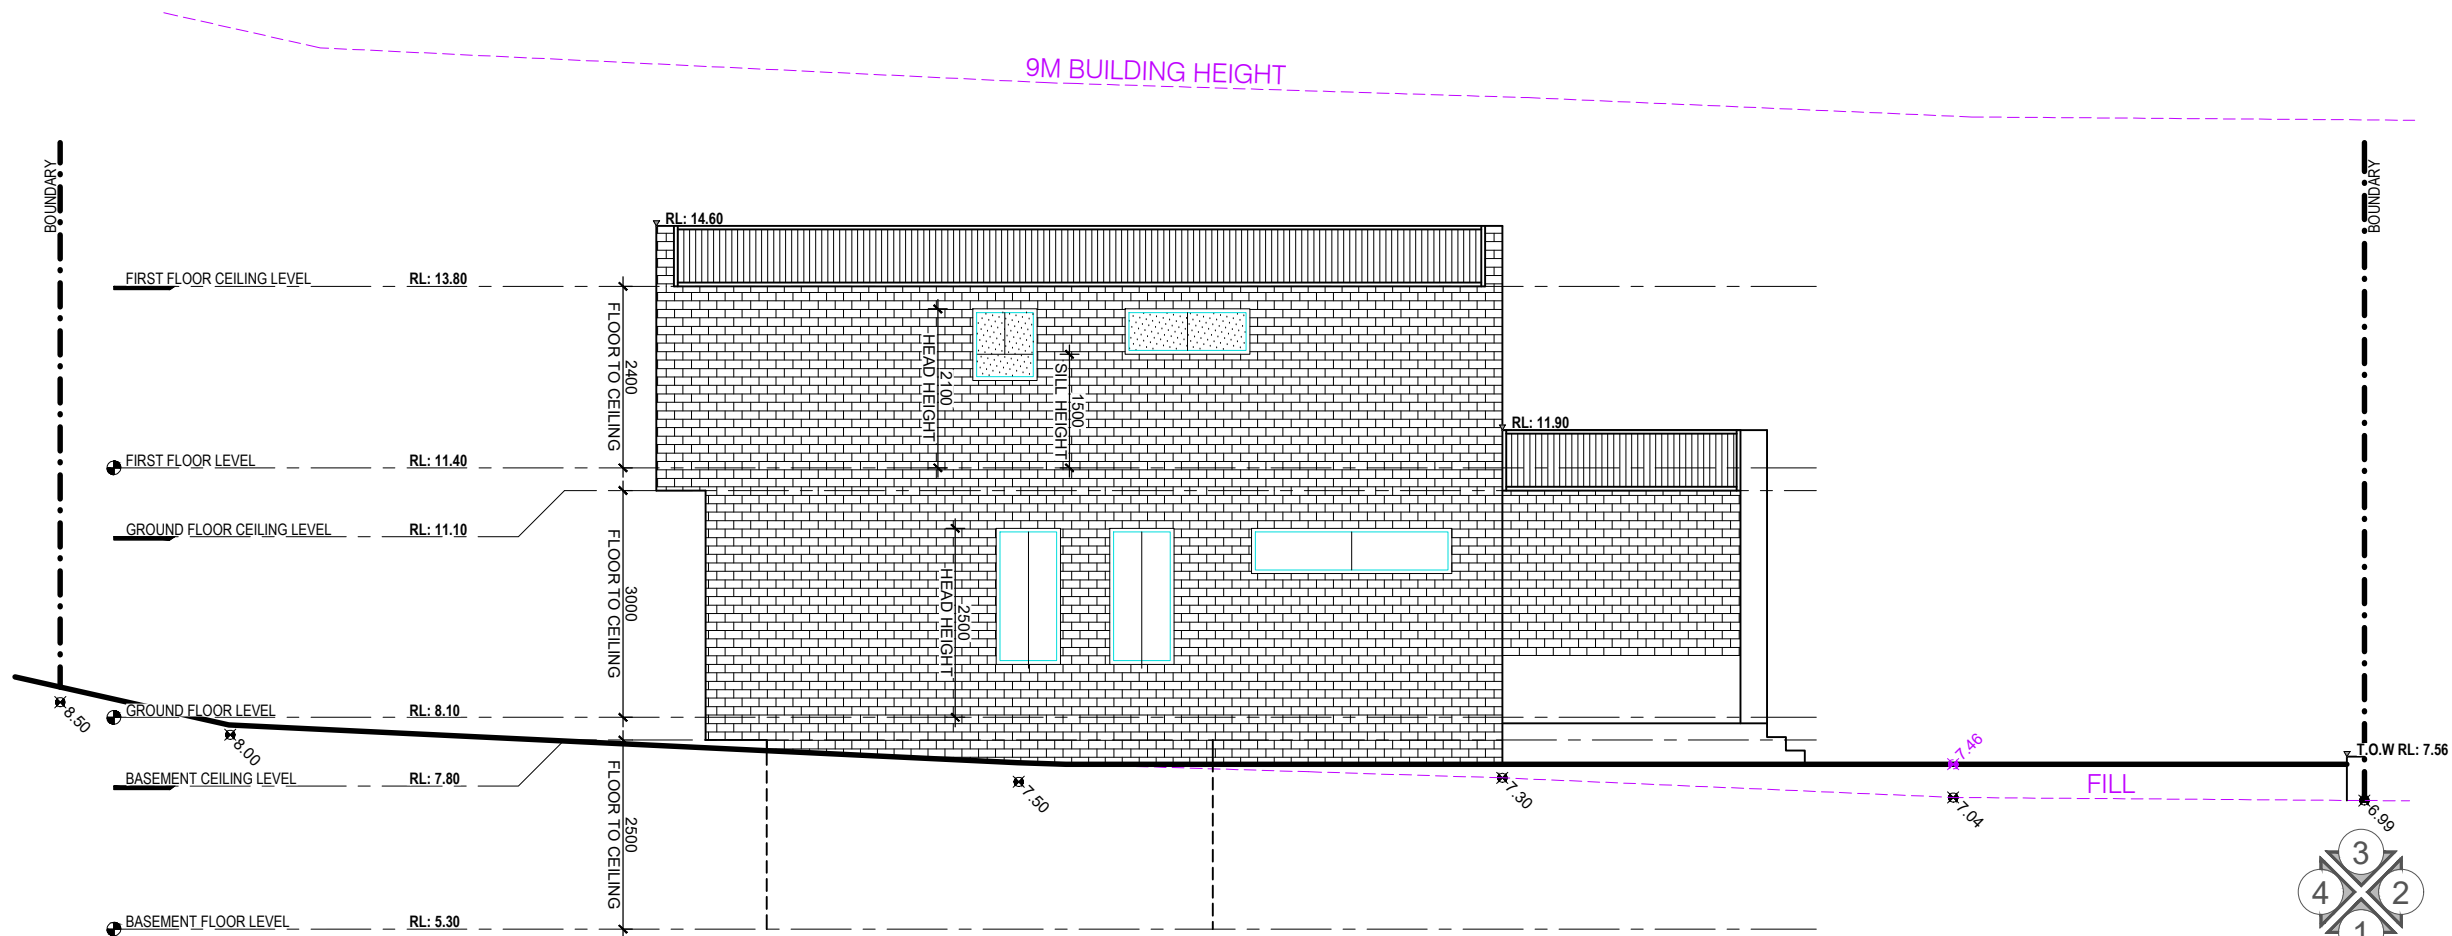 9M BUILDING HEIGHT
BOUNDARY
BOUNDARY
RL: 14.60
FIRST FLOOR CEILING LEVEL RL: 13.80
2400
FLOOR TO CEILING
2100
HEAD HEIGHT
1500
SILL HEIGHT
RL: 11.90
FIRST FLOOR LEVEL RL: 11.40
GROUND FLOOR CEILING LEVEL RL: 11.10
3000
FLOOR TO CEILING
2500
HEAD HEIGHT
GROUND FLOOR LEVEL RL: 8.10
8.50
8.00
BASEMENT CEILING LEVEL RL: 7.80
7.50
7.30
7.46
7.04
FILL
T.O.W RL: 7.56
6.99
2500
FLOOR TO CEILING
BASEMENT FLOOR LEVEL RL: 5.30
3
4 2
1